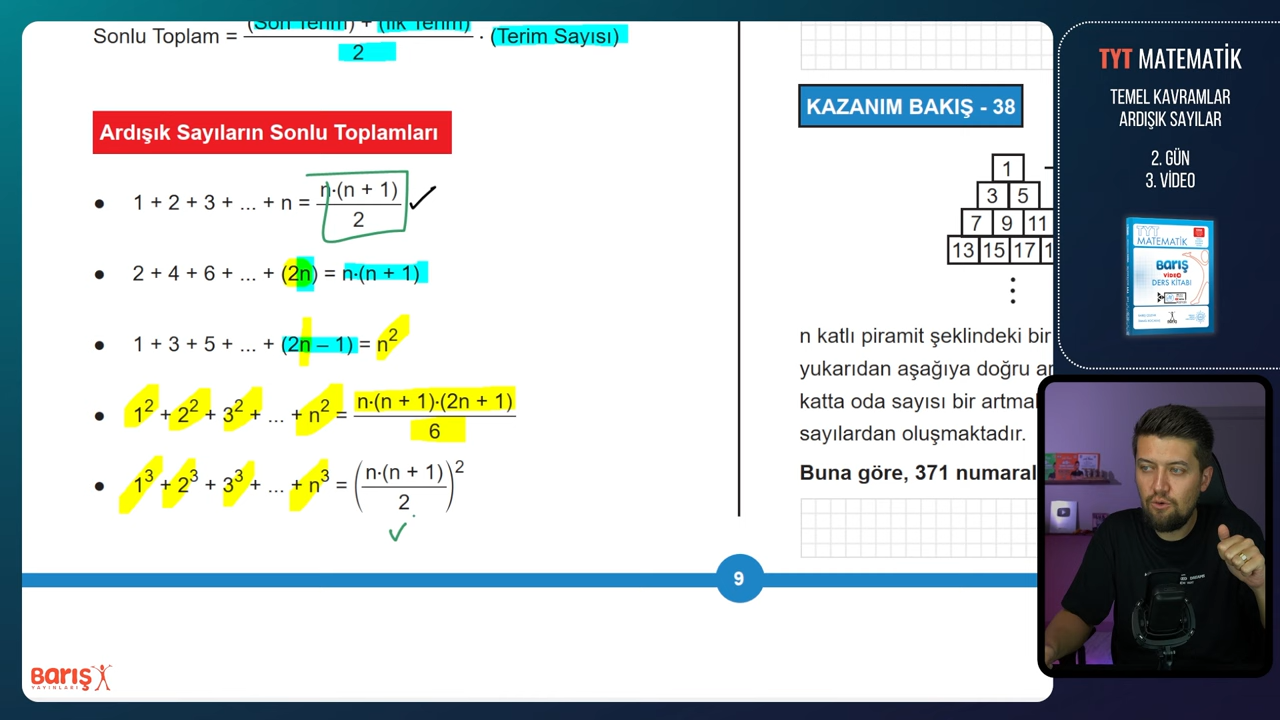 Sonlu Toplam = (Son Terim) + (İlk Terim) / 2 · (Terim Sayısı)
Ardışık Sayıların Sonlu Toplamları
• 1 + 2 + 3 + ... + n = n·(n + 1) / 2
• 2 + 4 + 6 + ... + (2n) = n·(n + 1)
• 1 + 3 + 5 + ... + (2n – 1) = n²
• 1² + 2² + 3² + ... + n² = n·(n + 1)·(2n + 1) / 6
• 1³ + 2³ + 3³ + ... + n³ = (n·(n + 1) / 2)²
9
BARIŞ
YAYINLARI
KAZANIM BAKIŞ - 38
1
3 5
7 9 11
13 15 17
n katlı piramit şeklindeki bir
yukarıdan aşağıya doğru
katta oda sayısı bir
sayılardan oluşmaktadır.
Buna göre, 371
TYT MATEMATİK
TEMEL KAVRAMLAR
ARDIŞIK SAYILAR
2. GÜN
3. VİDEO
TYT
MATEMATİK
BARIŞ
VİDEO
DERS KİTABI